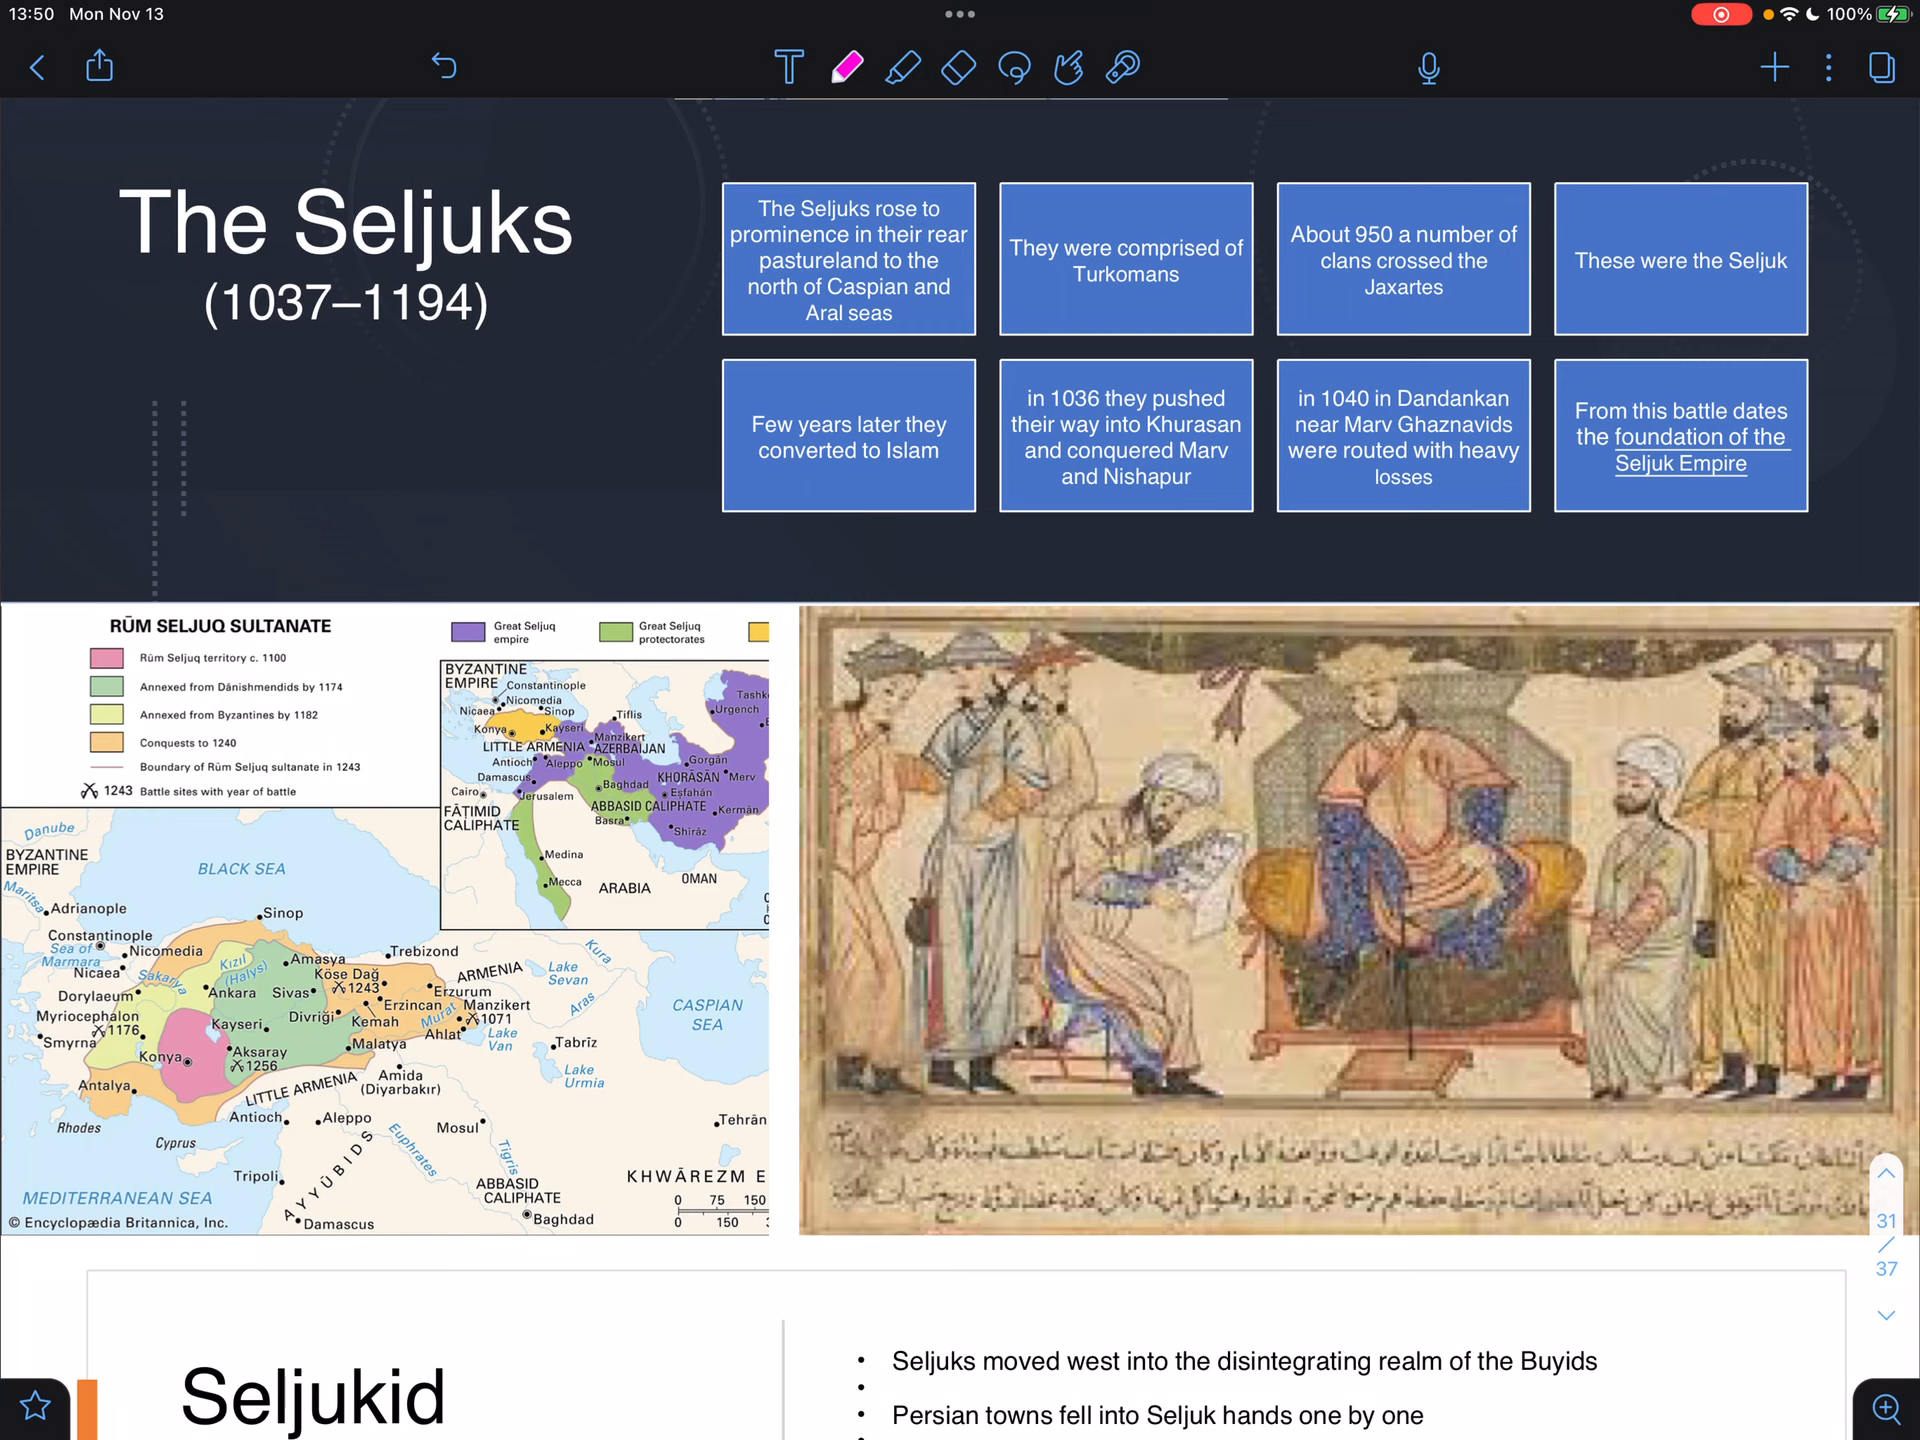 13:50 Mon Nov 13
100%
The Seljuks
(1037–1194)
The Seljuks rose to
prominence in their rear
pastureland to the
north of Caspian and
Aral seas
They were comprised of
Turkomans
About 950 a number of
clans crossed the
Jaxartes
These were the Seljuk
Few years later they
converted to Islam
in 1036 they pushed
their way into Khurasan
and conquered Marv
and Nishapur
in 1040 in Dandankan
near Marv Ghaznavids
were routed with heavy
losses
From this battle dates
the foundation of the
Seljuk Empire
RŪM SELJUQ SULTANATE
Rūm Seljuq territory c. 1100
Annexed from Dānishmendids by 1174
Annexed from Byzantines by 1182
Conquests to 1240
Boundary of Rūm Seljuq sultanate in 1243
1243 Battle sites with year of battle
Great Seljuq
empire
Great Seljuq
protectorates
BYZANTINE
EMPIRE
Constantinople
Nicomedia
Nicaea
Sinop
Tiflis
Urgench
Tashk
Konya
Kayseri
Manzikert
LITTLE ARMENIA
AZERBAIJAN
Antioch
Aleppo
Mosul
Gorgān
Damascus
KHORĀSĀN
Merv
Cairo
Jerusalem
Baghdad
Eṣfahān
FĀṬIMID
CALIPHATE
ABBASID CALIPHATE
Kermān
Basra
Shīrāz
Medina
Mecca
ARABIA
OMAN
Danube
BYZANTINE
EMPIRE
Maritsa
BLACK SEA
Adrianople
Sinop
Constantinople
Sea of
Marmara
Nicomedia
Nicaea
Sakarya
Kızıl
(Halys)
Amasya
Trebizond
ARMENIA
Kura
Lake
Sevan
Aras
CASPIAN
SEA
Köse Dağ
1243
Dorylaeum
Ankara
Sivas
Erzurum
Erzincan
Manzikert
1071
Myriocephalon
1176
Divriği
Kemah
Murat
Ahlat
Lake
Van
Kayseri
Smyrna
Konya
Aksaray
1256
Malatya
Tabrīz
Lake
Urmia
Antalya
LITTLE ARMENIA
Amida
(Diyarbakır)
Rhodes
Antioch
Aleppo
Mosul
Tehrān
Cyprus
Euphrates
Tigris
Tripoli
AYYŪBIDS
KHWĀREZM E
MEDITERRANEAN SEA
ABBASID
CALIPHATE
0 75 150
0 150
© Encyclopædia Britannica, Inc.
Damascus
Baghdad
31
/
37
Seljukid
• Seljuks moved west into the disintegrating realm of the Buyids
•
• Persian towns fell into Seljuk hands one by one